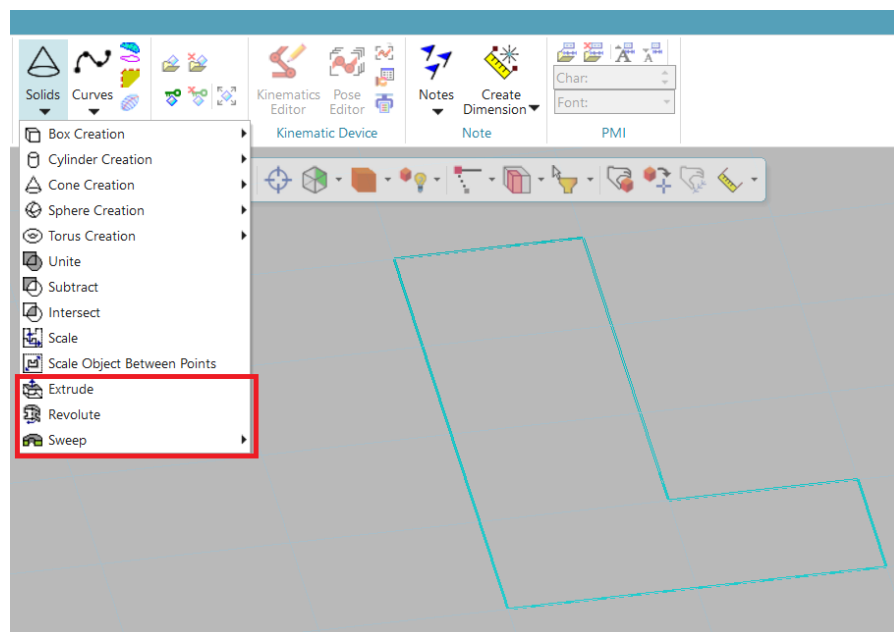 Solids
Curves
Kinematics
Editor
Pose
Editor
Kinematic Device
Notes
Create
Dimension
Note
Char:
Font:
PMI
Box Creation
Cylinder Creation
Cone Creation
Sphere Creation
Torus Creation
Unite
Subtract
Intersect
Scale
Scale Object Between Points
Extrude
Revolute
Sweep